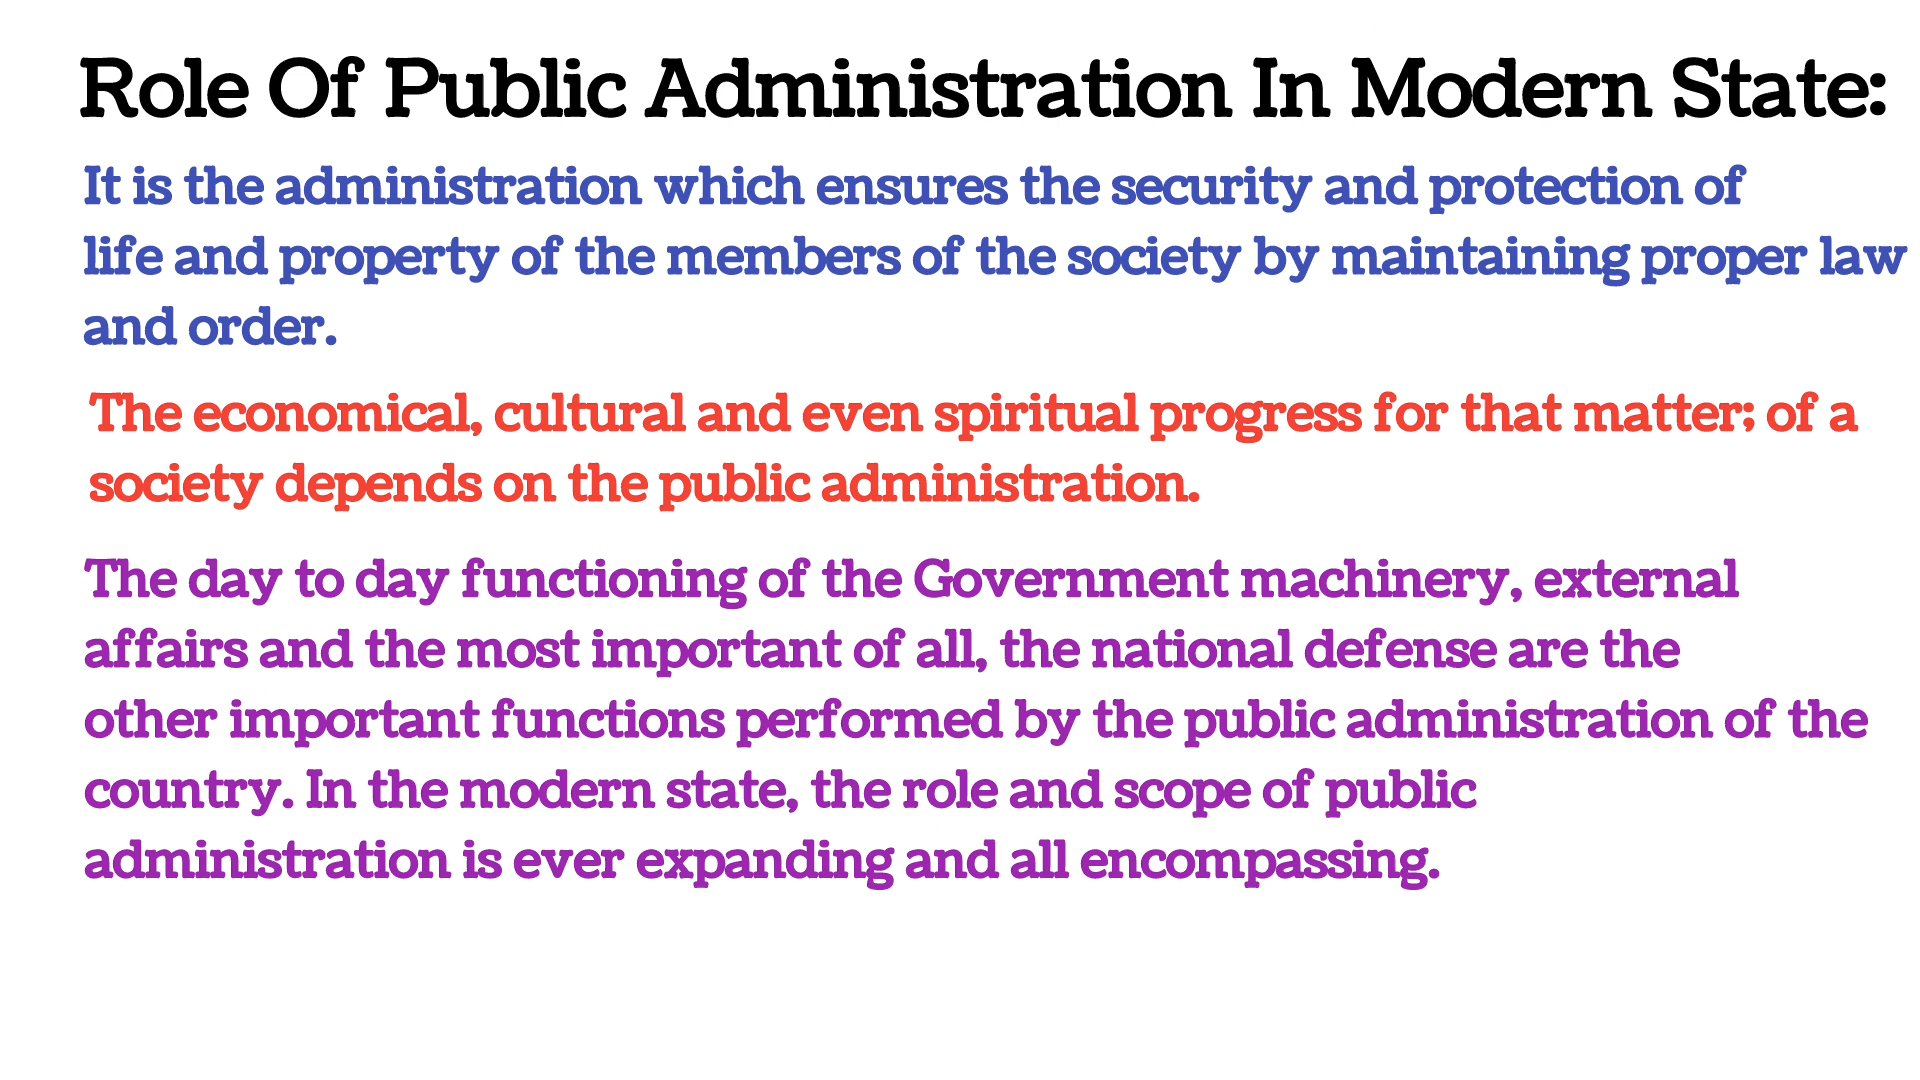 Role Of Public Administration In Modern State:
It is the administration which ensures the security and protection of
life and property of the members of the society by maintaining proper law
and order.
The economical, cultural and even spiritual progress for that matter; of a
society depends on the public administration.
The day to day functioning of the Government machinery, external
affairs and the most important of all, the national defense are the
other important functions performed by the public administration of the
country. In the modern state, the role and scope of public
administration is ever expanding and all encompassing.